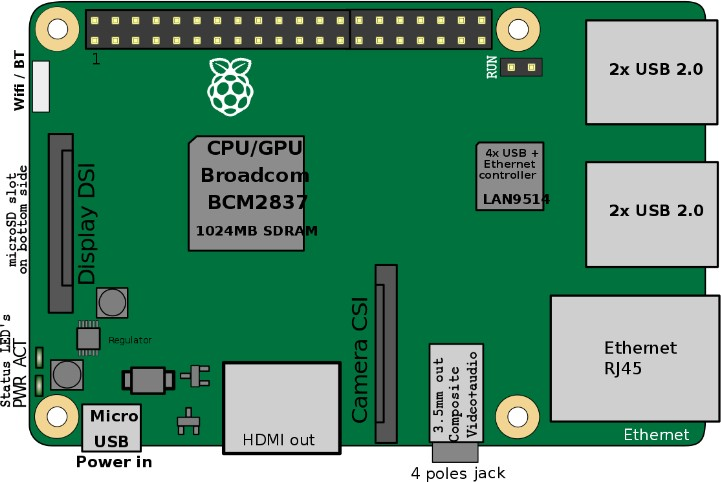 1
RUN
Wifi / BT
2x USB 2.0
CPU/GPU
Broadcom
BCM2837
1024MB SDRAM
4x USB +
Ethernet
controller
LAN9514
microSD slot
on bottom side
Display DSI
2x USB 2.0
Regulator
Status LED's
PWR ACT
Camera CSI
3.5mm out
Composite
Video+audio
Ethernet
RJ45
Micro
USB
HDMI out
Ethernet
Power in
4 poles jack